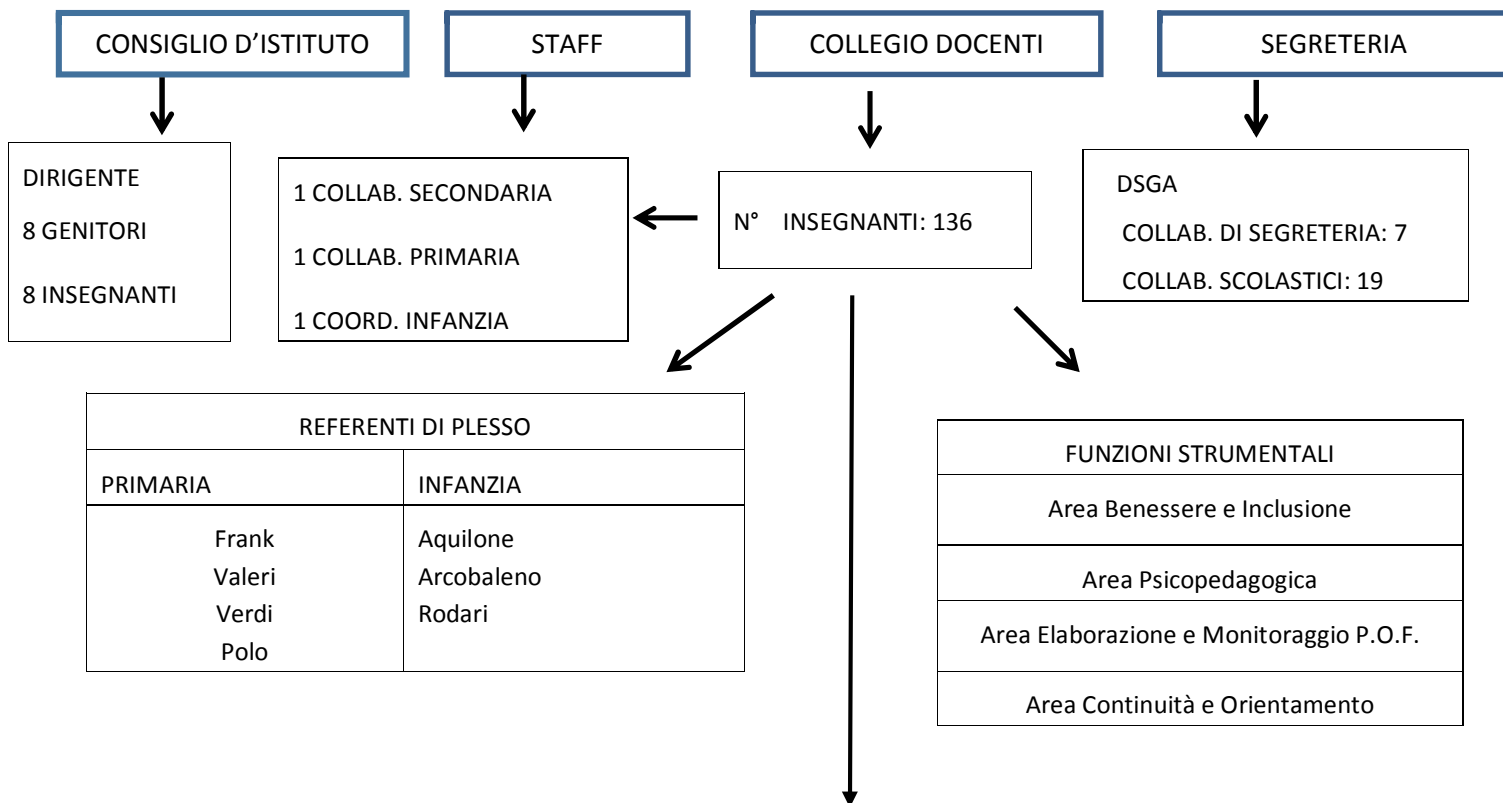 CONSIGLIO D'ISTITUTO
STAFF
COLLEGIO DOCENTI
SEGRETERIA
DIRIGENTE
8 GENITORI
8 INSEGNANTI
1 COLLAB. SECONDARIA
1 COLLAB. PRIMARIA
1 COORD. INFANZIA
N° INSEGNANTI: 136
DSGA
COLLAB. DI SEGRETERIA: 7
COLLAB. SCOLASTICI: 19
REFERENTI DI PLESSO
PRIMARIA
Frank
Valeri
Verdi
Polo
INFANZIA
Aquilone
Arcobaleno
Rodari
FUNZIONI STRUMENTALI
Area Benessere e Inclusione
Area Psicopedagogica
Area Elaborazione e Monitoraggio P.O.F.
Area Continuità e Orientamento